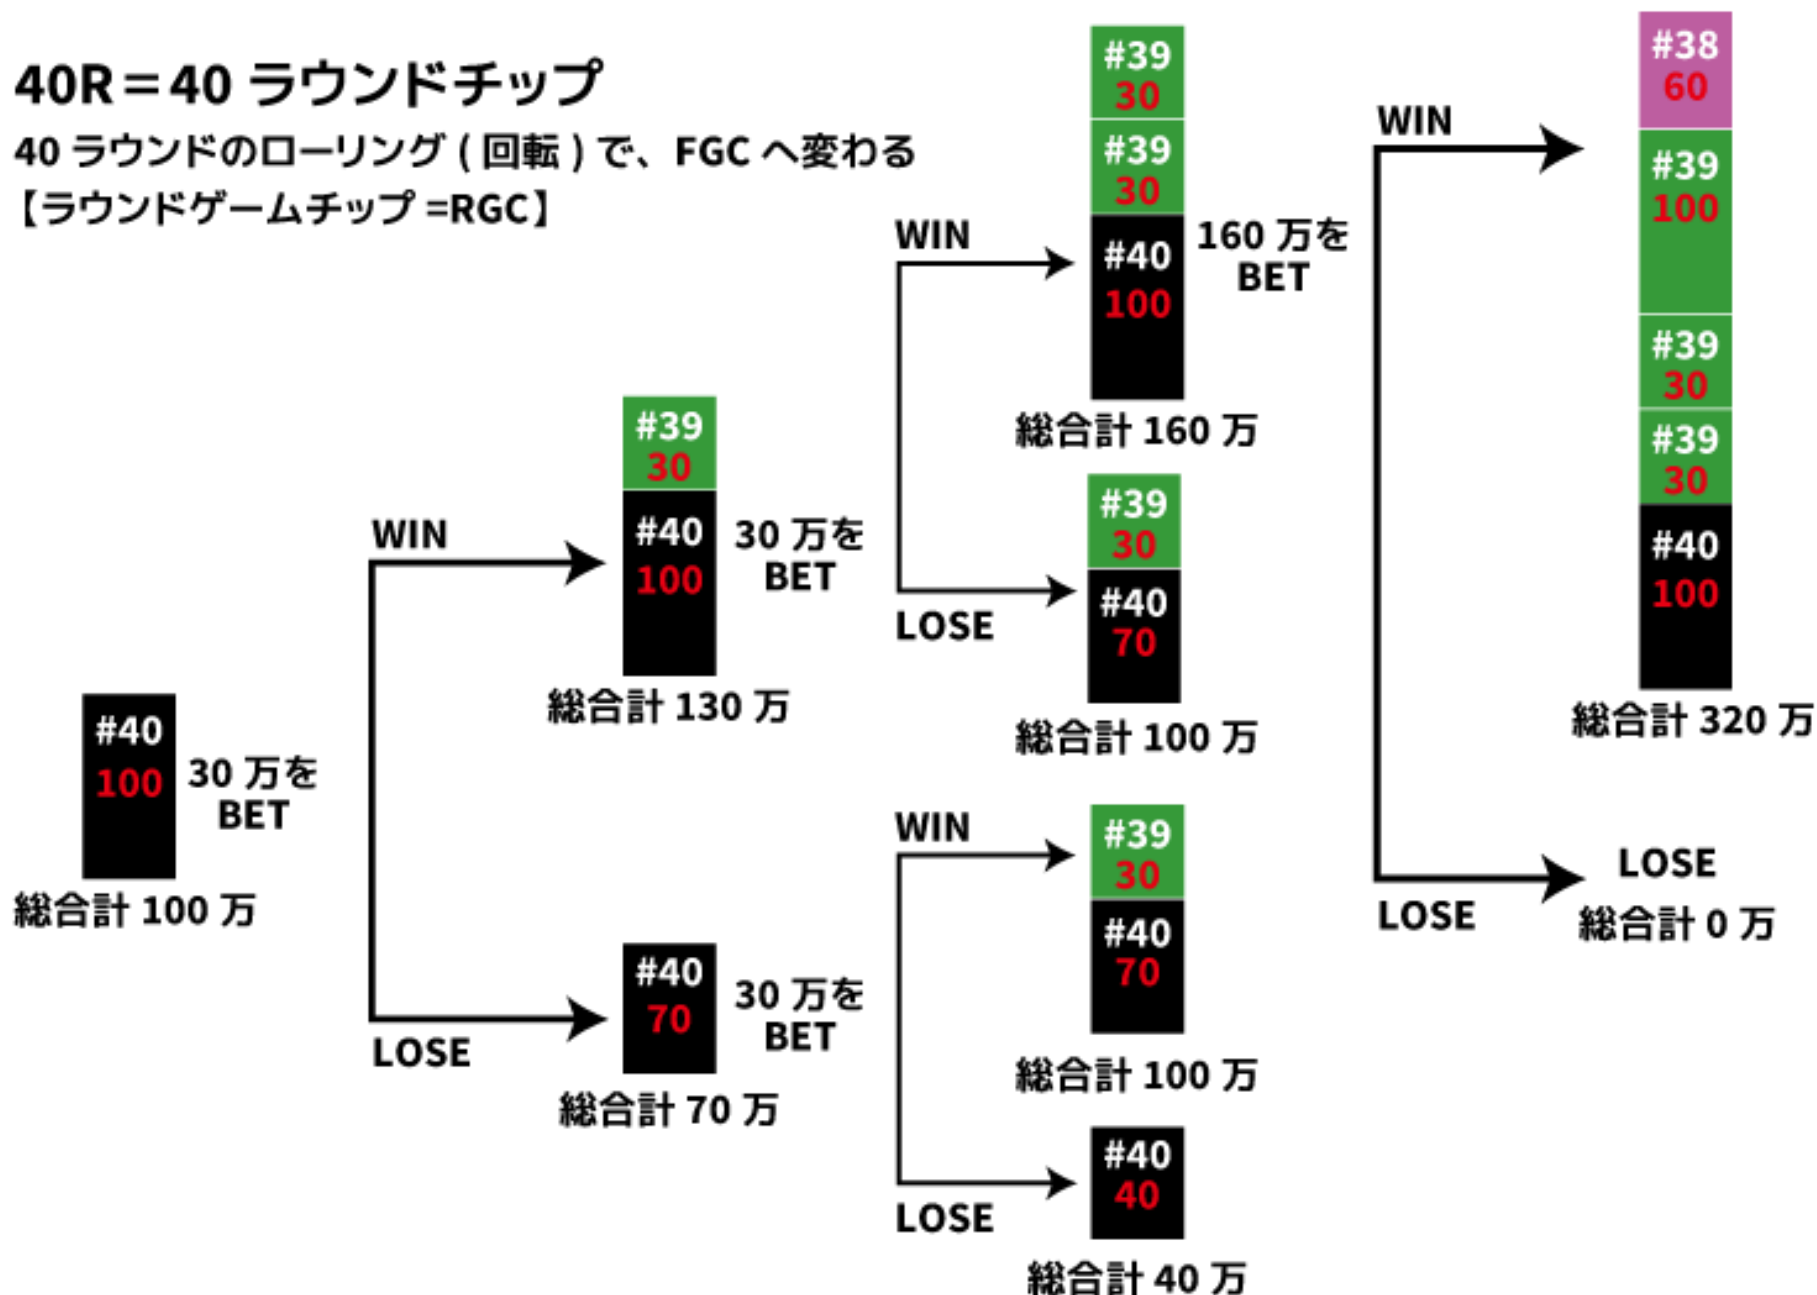 40R＝40 ラウンドチップ
40 ラウンドのローリング ( 回転 ) で、FGC へ変わる
【ラウンドゲームチップ =RGC】
#40
100
30 万を
BET
総合計 100 万
WIN
#39
30
#40
100
30 万を
BET
総合計 130 万
LOSE
#40
70
30 万を
BET
総合計 70 万
WIN
#39
30
#39
30
#40
100
160 万を
BET
総合計 160 万
LOSE
#39
30
#40
70
総合計 100 万
WIN
#39
30
#40
70
総合計 100 万
LOSE
#40
40
総合計 40 万
WIN
#38
60
#39
100
#39
30
#39
30
#40
100
総合計 320 万
LOSE
LOSE
総合計 0 万